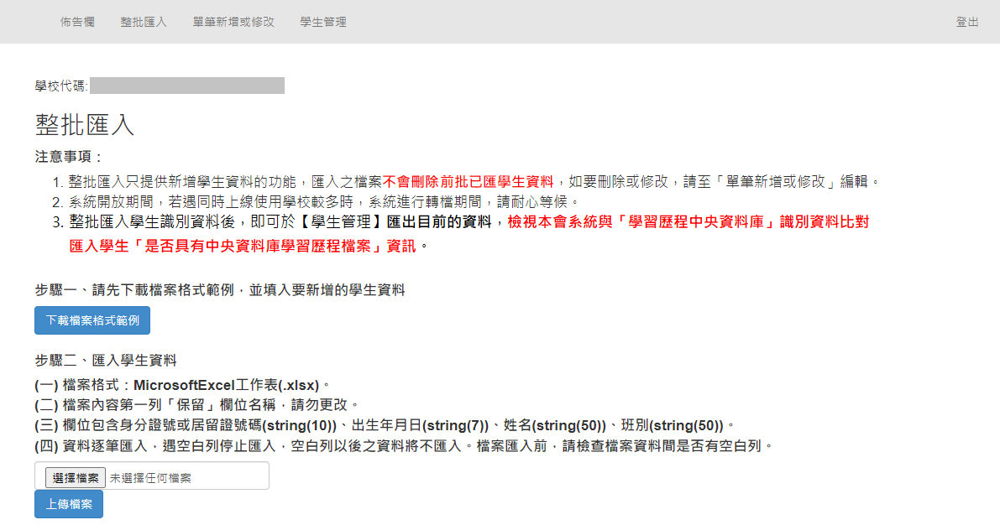 佈告欄 整批匯入 單筆新增或修改 學生管理 登出
學校代碼:
整批匯入
注意事項：
1. 整批匯入只提供新增學生資料的功能，匯入之檔案不會刪除前批已匯學生資料，如要刪除或修改，請至「單筆新增或修改」編輯。
2. 系統開放期間，若遇同時上線使用學校較多時，系統進行轉檔期間，請耐心等候。
3. 整批匯入學生識別資料後，即可於【學生管理】匯出目前的資料，檢視本會系統與「學習歷程中央資料庫」識別資料比對
匯入學生「是否具有中央資料庫學習歷程檔案」資訊。
步驟一、請先下載檔案格式範例，並填入要新增的學生資料
下載檔案格式範例
步驟二、匯入學生資料
(一) 檔案格式：MicrosoftExcel工作表(.xlsx)。
(二) 檔案內容第一列「保留」欄位名稱，請勿更改。
(三) 欄位包含身分證號或居留證號碼(string(10))、出生年月日(string(7))、姓名(string(50))、班別(string(50))。
(四) 資料逐筆匯入，遇空白列停止匯入，空白列以後之資料將不匯入。檔案匯入前，請檢查檔案資料間是否有空白列。
選擇檔案 未選擇任何檔案
上傳檔案